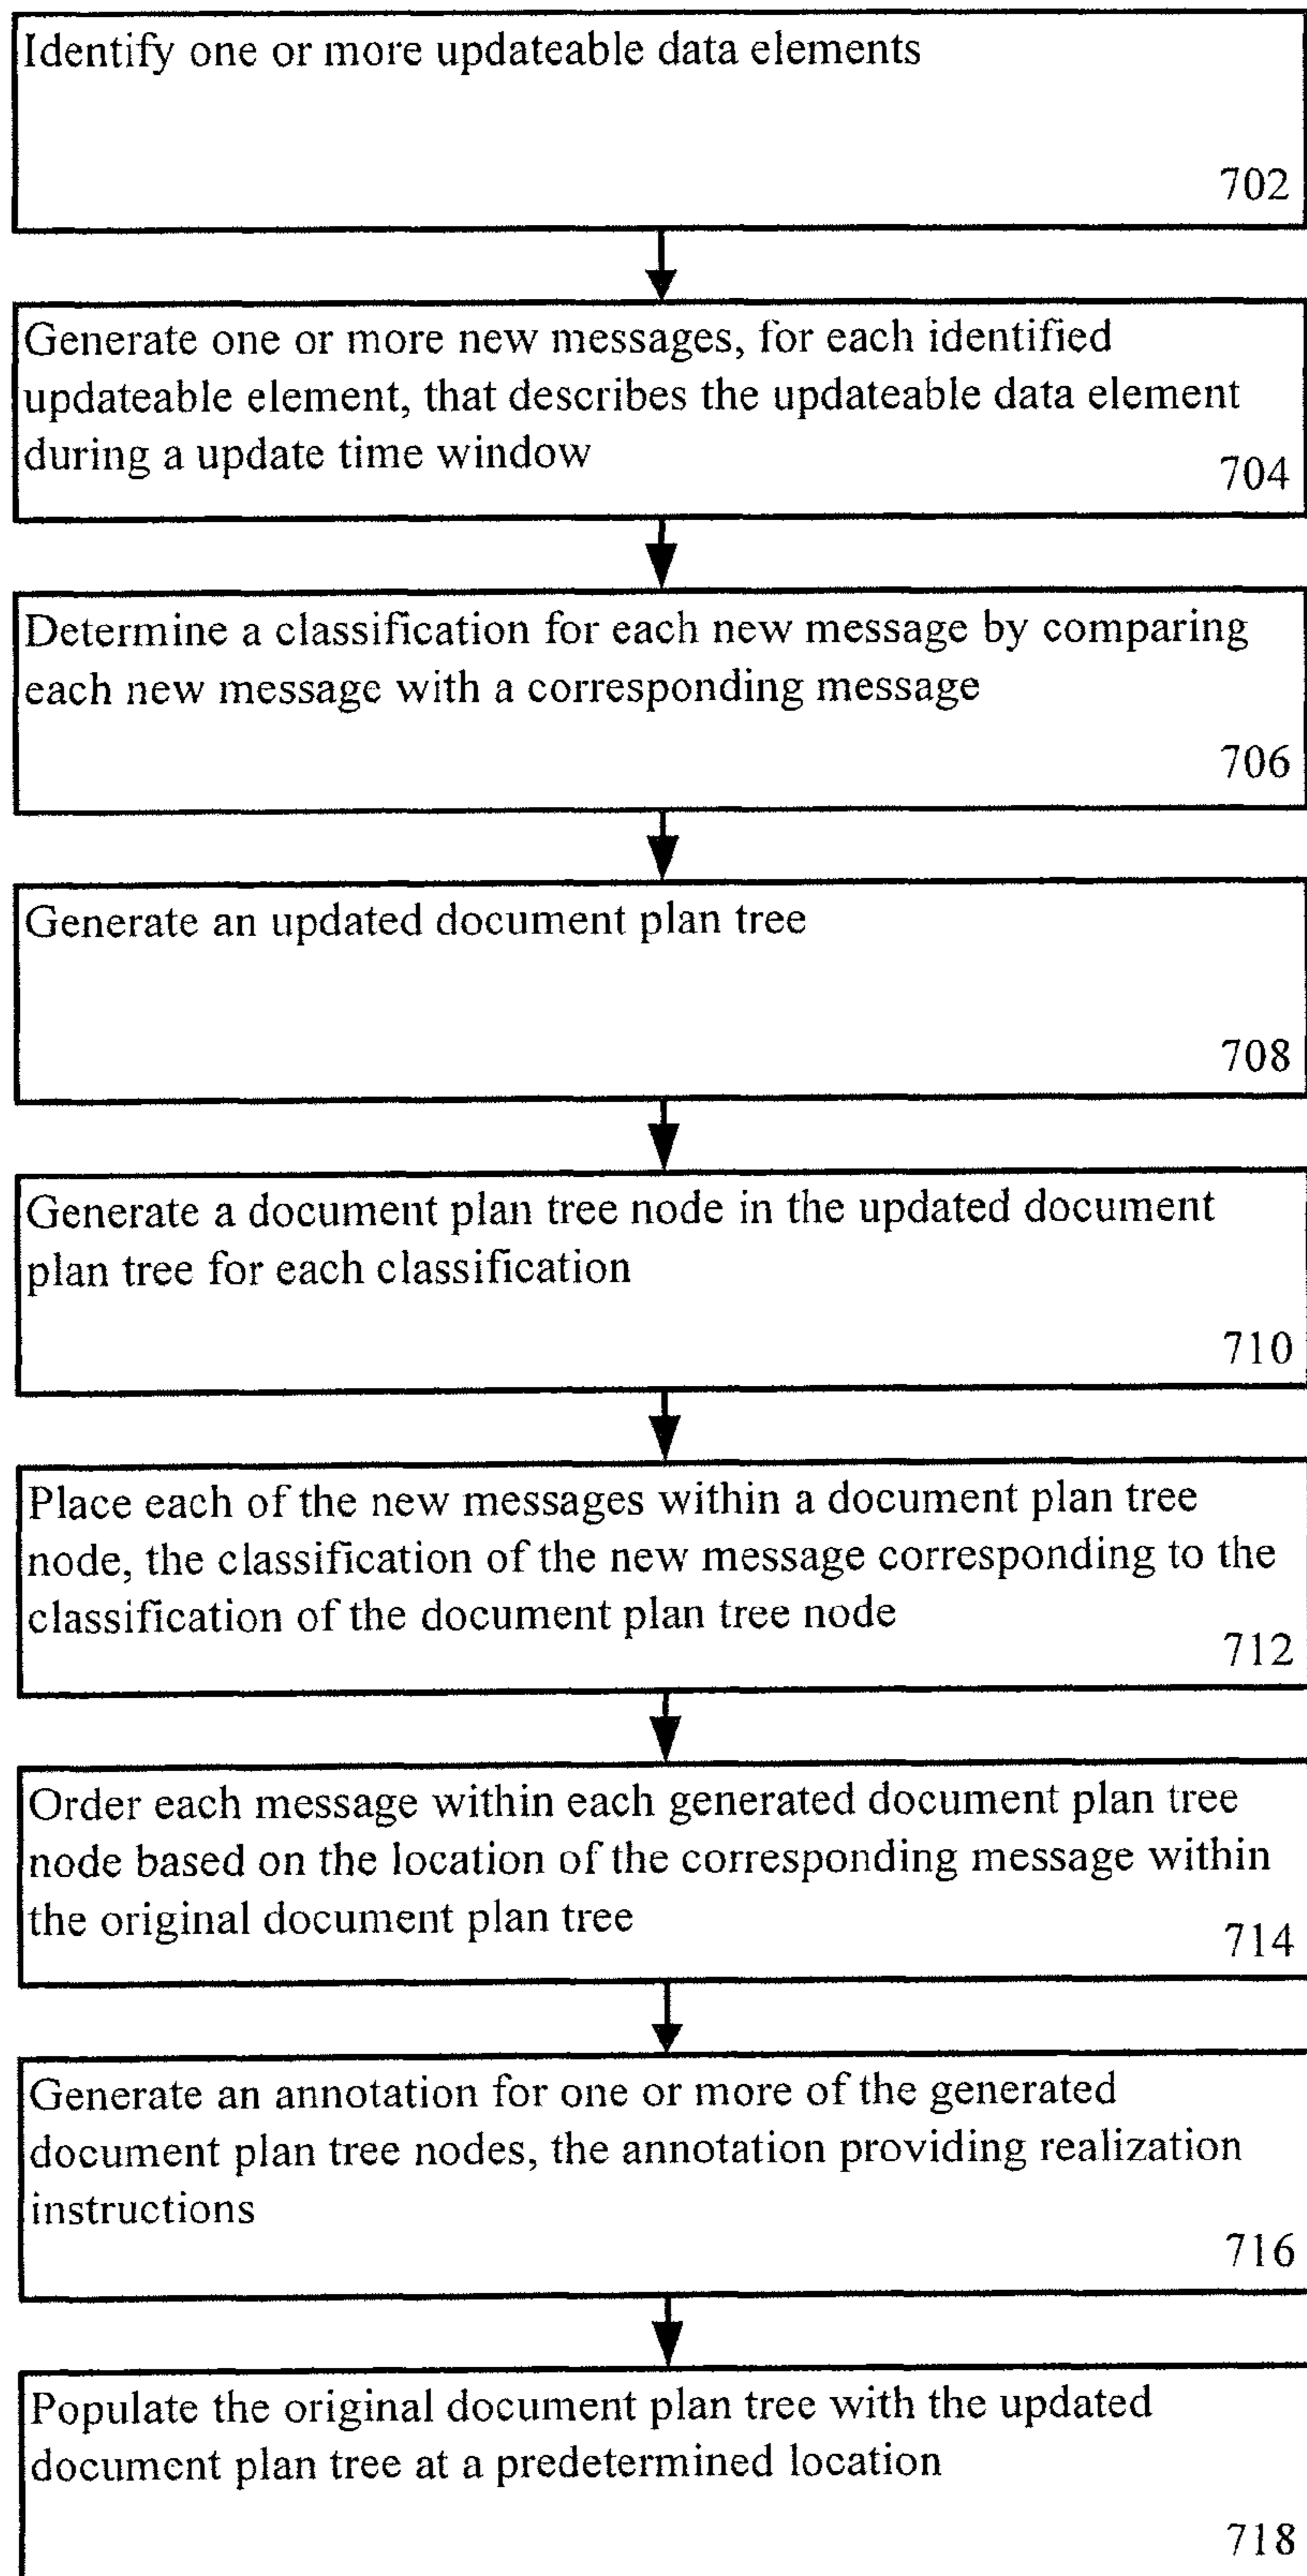 Identify one or more updateable data elements
702
Generate one or more new messages, for each identified
updateable element, that describes the updateable data element
during a update time window
704
Determine a classification for each new message by comparing
each new message with a corresponding message
706
Generate an updated document plan tree
708
Generate a document plan tree node in the updated document
plan tree for each classification
710
Place each of the new messages within a document plan tree
node, the classification of the new message corresponding to the
classification of the document plan tree node
712
Order each message within each generated document plan tree
node based on the location of the corresponding message within
the original document plan tree
714
Generate an annotation for one or more of the generated
document plan tree nodes, the annotation providing realization
instructions
716
Populate the original document plan tree with the updated
document plan tree at a predetermined location
718